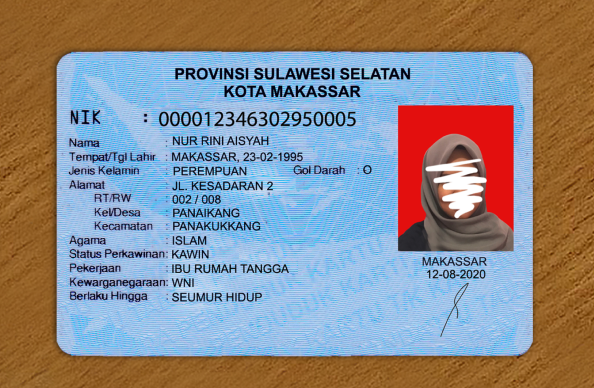 PROVINSI SULAWESI SELATAN
KOTA MAKASSAR
NIK : 0000012346302950005
Nama : NUR RINI AISYAH
Tempat/Tgl Lahir : MAKASSAR, 23-02-1995
Jenis Kelamin : PEREMPUAN Gol Darah : O
Alamat : JL. KESADARAN 2
RT/RW : 002 / 008
Kel/Desa : PANAIKANG
Kecamatan : PANAKUKKANG
Agama : ISLAM
Status Perkawinan: KAWIN
Pekerjaan : IBU RUMAH TANGGA
Kewarganegaraan: WNI
Berlaku Hingga : SEUMUR HIDUP
MAKASSAR
12-08-2020